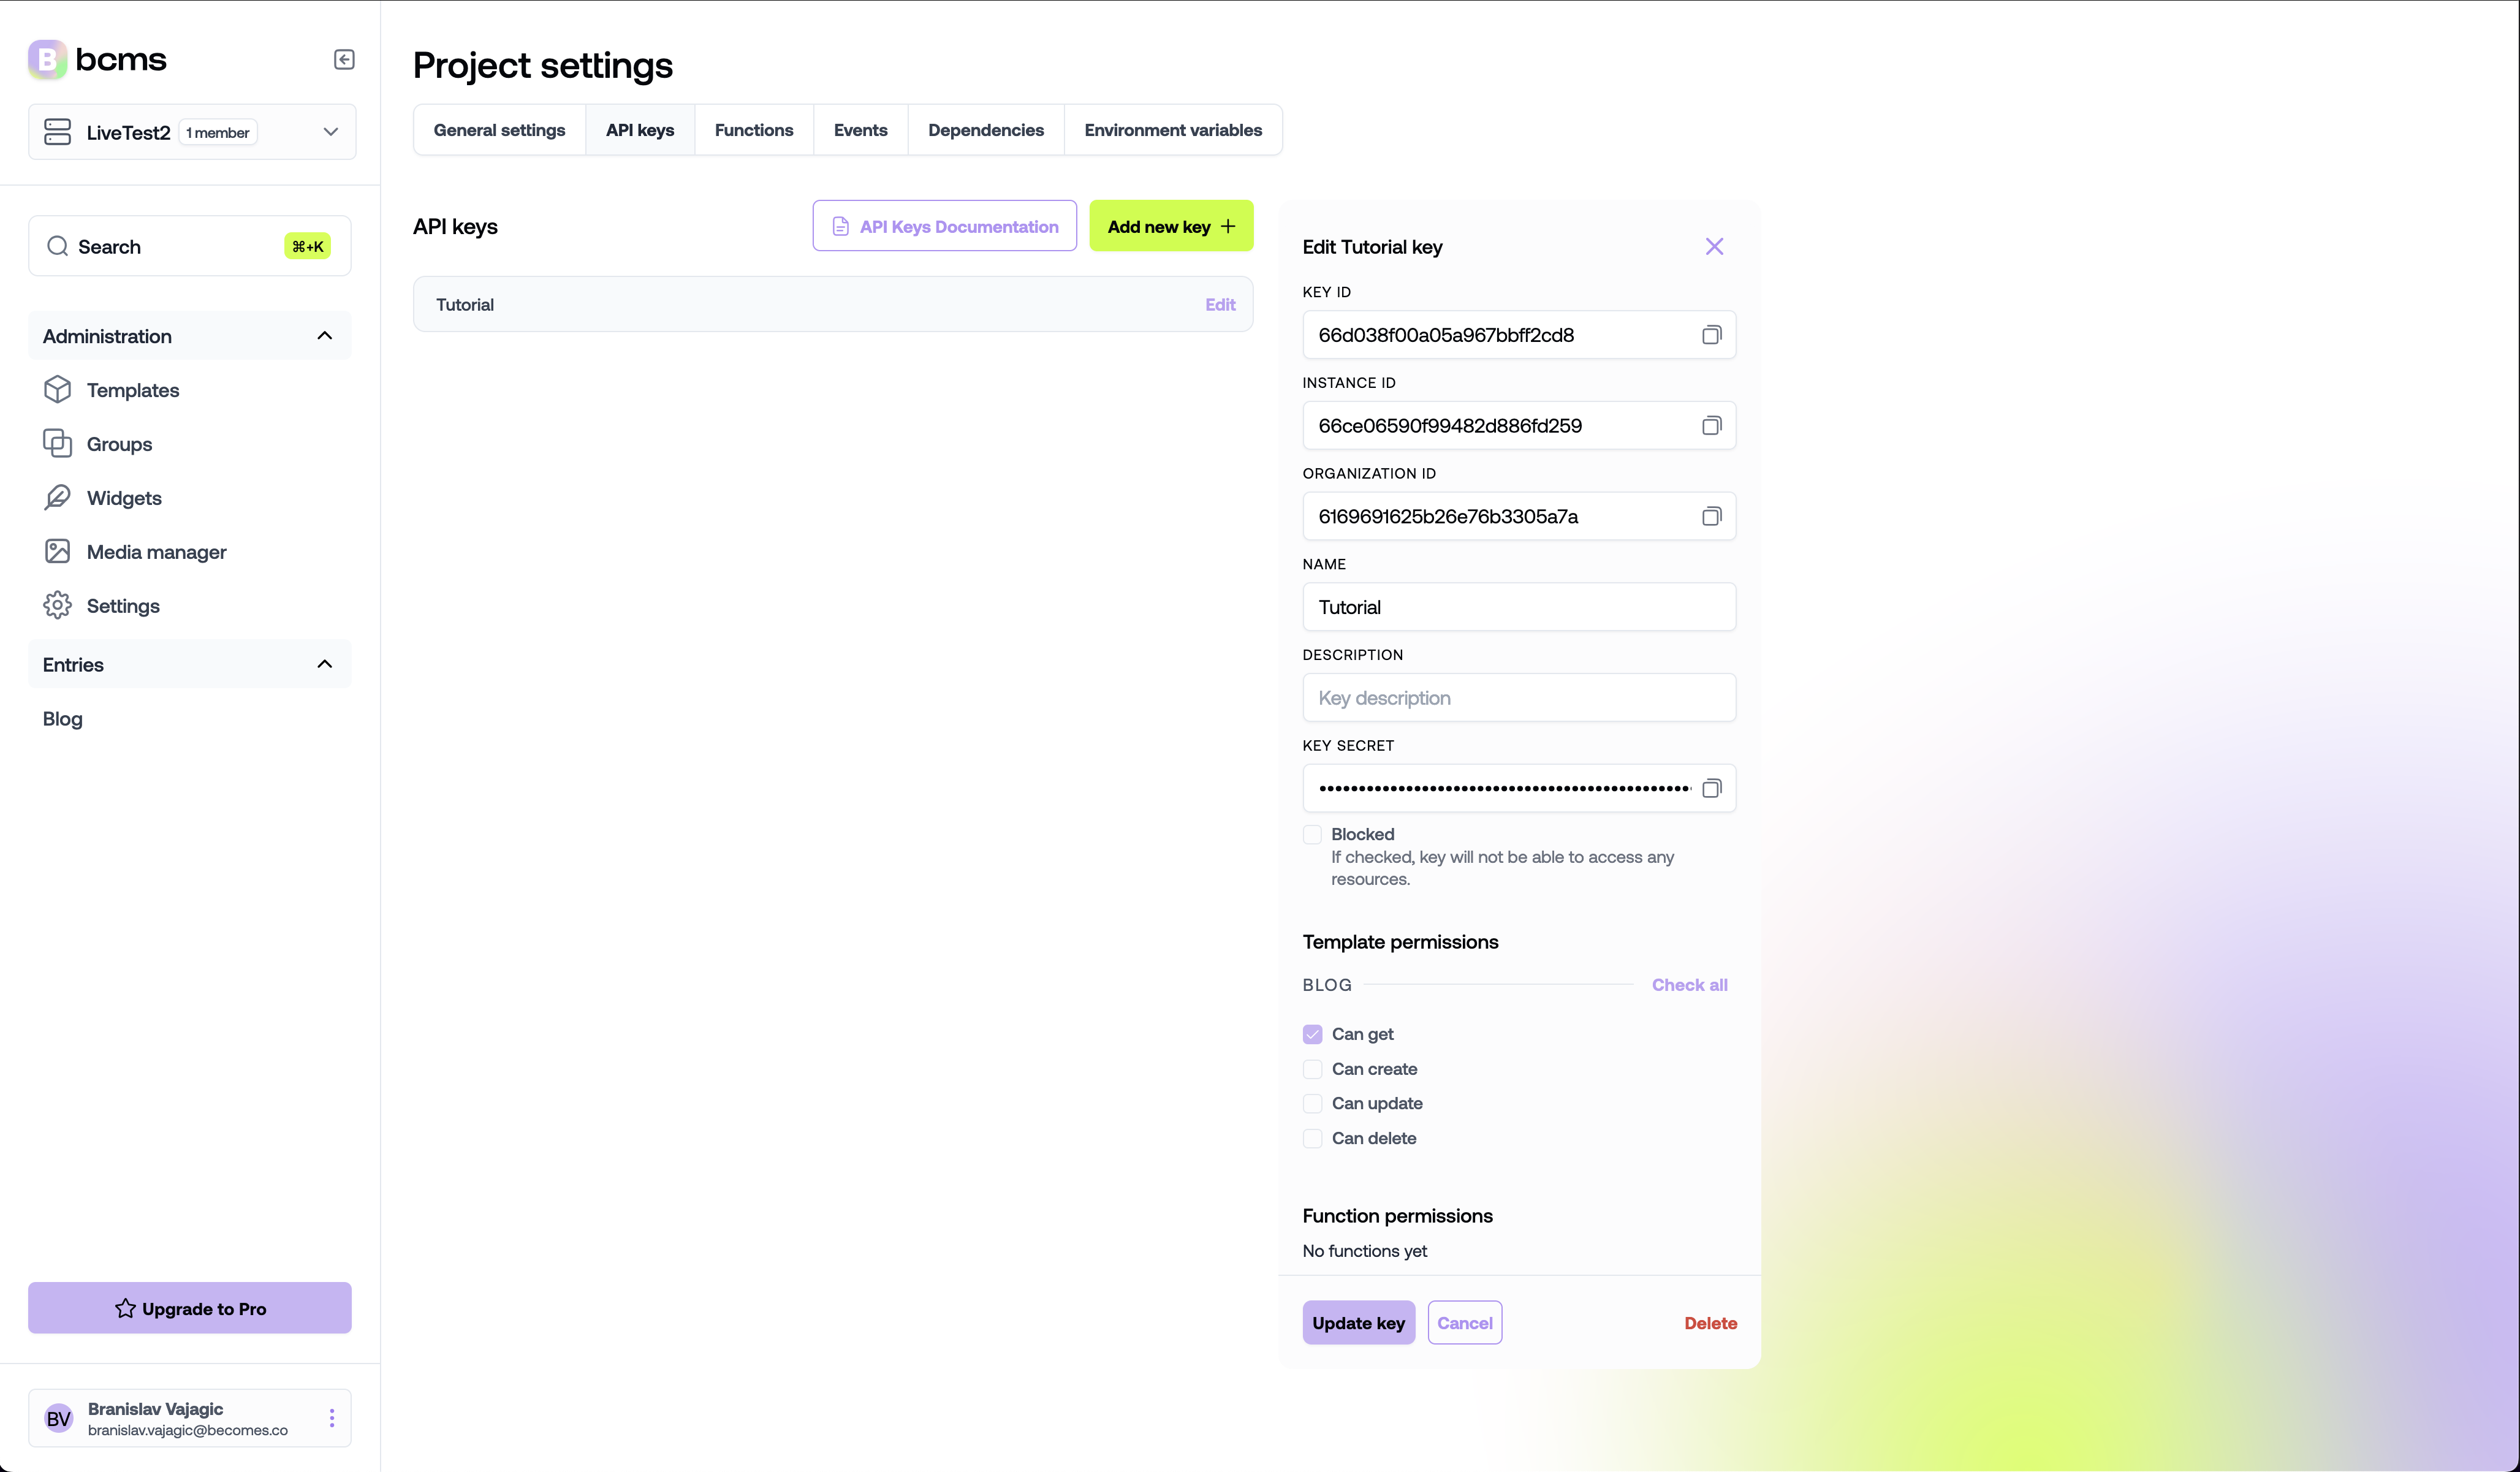 B bcms
LiveTest2 1 member
Search ⌘+K
Administration
Templates
Groups
Widgets
Media manager
Settings
Entries
Blog
Upgrade to Pro
BV Branislav Vajagic
branislav.vajagic@becomes.co
Project settings
General settings API keys Functions Events Dependencies Environment variables
API keys API Keys Documentation Add new key +
Tutorial Edit
Edit Tutorial key
KEY ID
66d038f00a05a967bbff2cd8
INSTANCE ID
66ce06590f99482d886fd259
ORGANIZATION ID
6169691625b26e76b3305a7a
NAME
Tutorial
DESCRIPTION
Key description
KEY SECRET
Blocked
If checked, key will not be able to access any
resources.
Template permissions
BLOG Check all
Can get
Can create
Can update
Can delete
Function permissions
No functions yet
Update key Cancel Delete